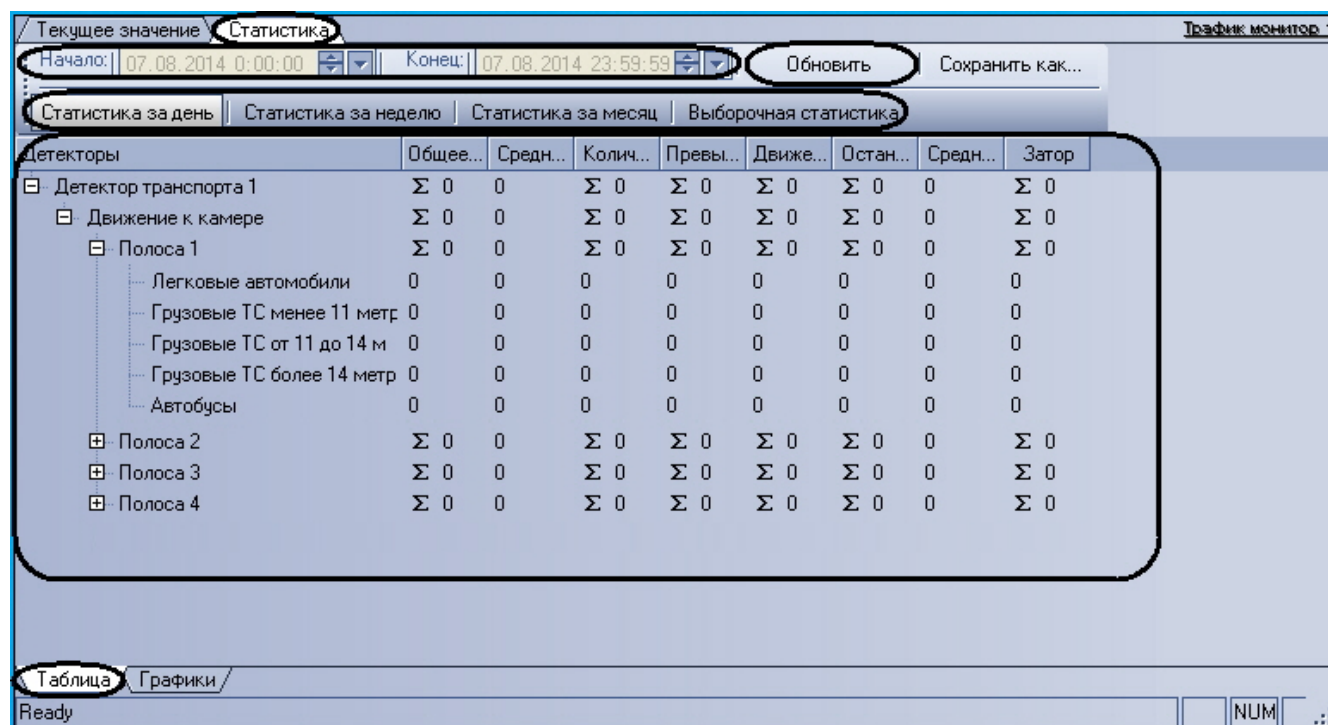 Текущее значение Статистика Трафик монитор
Начало: 07.08.2014 0:00:00 Конец: 07.08.2014 23:59:59 Обновить Сохранить как...
Статистика за день Статистика за неделю Статистика за месяц Выборочная статистика
Детекторы Общее... Средн... Колич... Превы... Движе... Остан... Средн... Затор
Детектор транспорта 1 Σ 0 0 Σ 0 Σ 0 Σ 0 Σ 0 0 Σ 0
Движение к камере Σ 0 0 Σ 0 Σ 0 Σ 0 Σ 0 0 Σ 0
Полоса 1 Σ 0 0 Σ 0 Σ 0 Σ 0 Σ 0 0 Σ 0
Легковые автомобили 0 0 0 0 0 0 0 0
Грузовые ТС менее 11 метр 0 0 0 0 0 0 0 0
Грузовые ТС от 11 до 14 м 0 0 0 0 0 0 0 0
Грузовые ТС более 14 метр 0 0 0 0 0 0 0 0
Автобусы 0 0 0 0 0 0 0 0
Полоса 2 Σ 0 0 Σ 0 Σ 0 Σ 0 Σ 0 0 Σ 0
Полоса 3 Σ 0 0 Σ 0 Σ 0 Σ 0 Σ 0 0 Σ 0
Полоса 4 Σ 0 0 Σ 0 Σ 0 Σ 0 Σ 0 0 Σ 0
Таблица Графики
Ready NUM